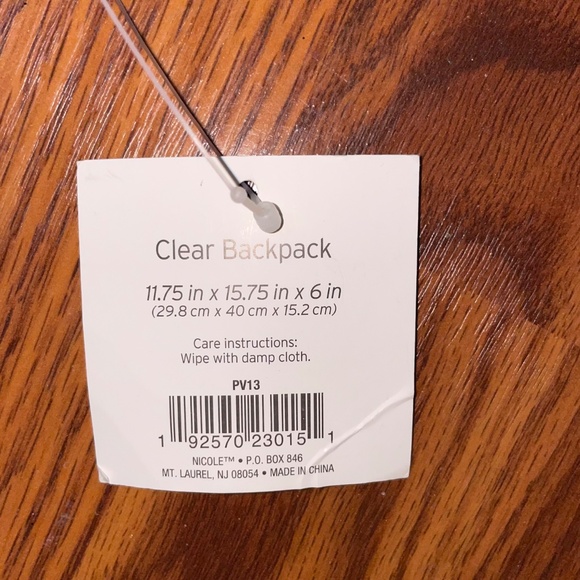 Clear Backpack
11.75 in x 15.75 in x 6 in
(29.8 cm x 40 cm x 15.2 cm)
Care instructions:
Wipe with damp cloth.
PV13
1 92570 23015 1
NICOLE™ • P.O. BOX 846
MT. LAUREL, NJ 08054 • MADE IN CHINA